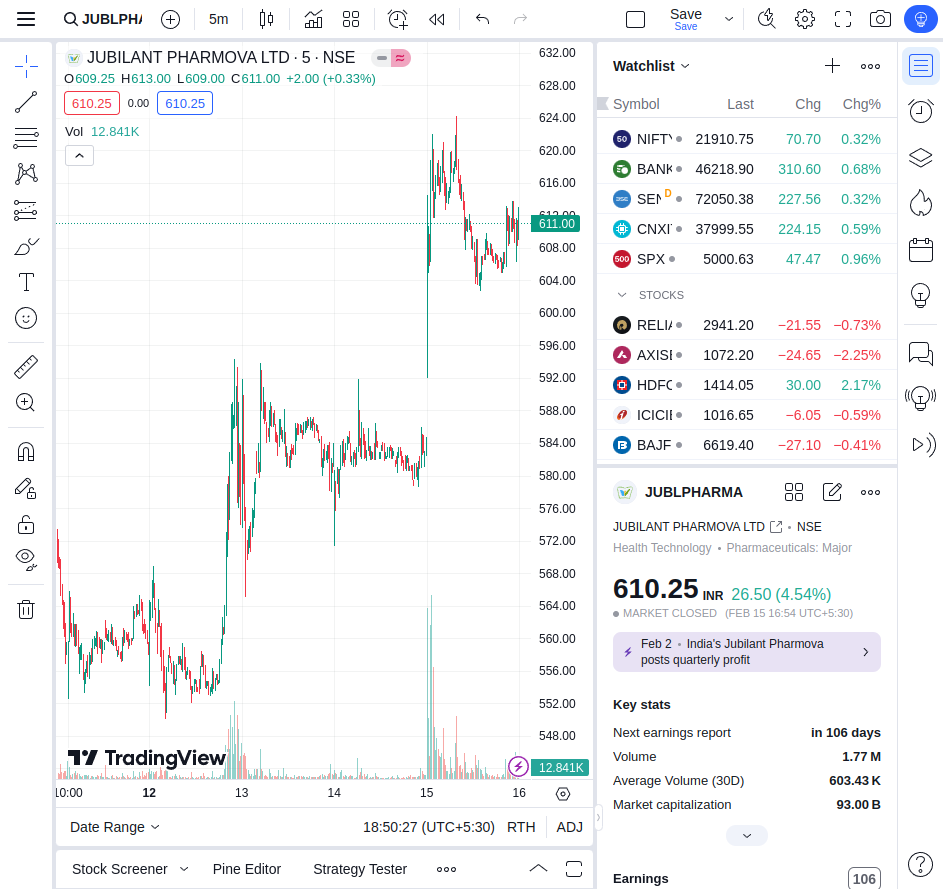 JUBLPHA 5m Save
Save
JUBILANT PHARMOVA LTD · 5 · NSE
O609.25 H613.00 L609.00 C611.00 +2.00 (+0.33%)
610.25 0.00 610.25
Vol 12.841K
632.00
628.00
624.00
620.00
616.00
611.00
608.00
604.00
600.00
596.00
592.00
588.00
584.00
580.00
576.00
572.00
568.00
564.00
560.00
556.00
552.00
548.00
12.841K
TradingView
10:00 12 13 14 15 16
Date Range 18:50:27 (UTC+5:30) RTH ADJ
Stock Screener Pine Editor Strategy Tester
Watchlist
Symbol Last Chg Chg%
50 NIFTY 21910.75 70.70 0.32%
BANK 46218.90 310.60 0.68%
SEN D 72050.38 227.56 0.32%
CNXIT 37999.55 224.15 0.59%
500 SPX 5000.63 47.47 0.96%
STOCKS
RELIA 2941.20 −21.55 −0.73%
AXISE 1072.20 −24.65 −2.25%
HDFC 1414.05 30.00 2.17%
ICICIE 1016.65 −6.05 −0.59%
BAJF 6619.40 −27.10 −0.41%
JUBLPHARMA
JUBILANT PHARMOVA LTD • NSE
Health Technology • Pharmaceuticals: Major
610.25 INR 26.50 (4.54%)
MARKET CLOSED (FEB 15 16:54 UTC+5:30)
Feb 2 • India's Jubilant Pharmova
posts quarterly profit
Key stats
Next earnings report in 106 days
Volume 1.77 M
Average Volume (30D) 603.43 K
Market capitalization 93.00 B
Earnings 106